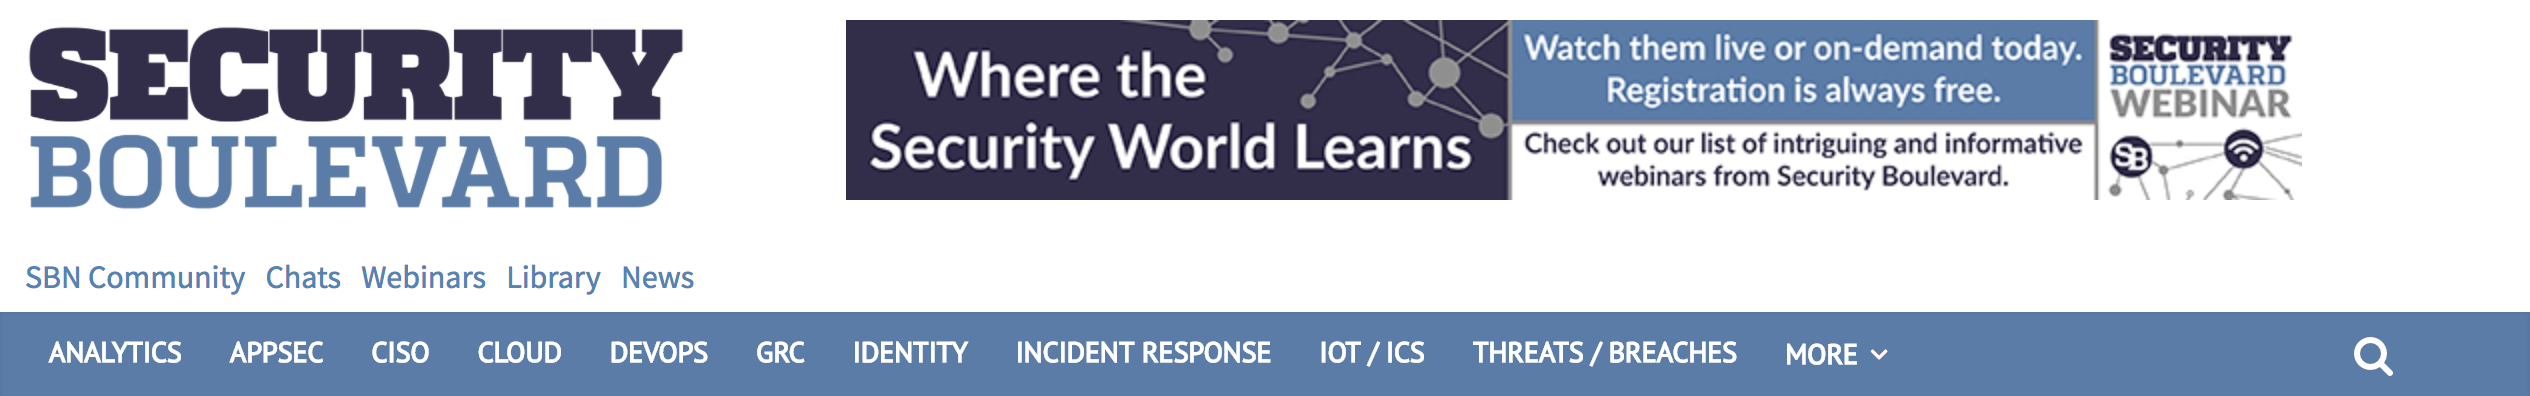 SECURITY
BOULEVARD
Where the
Security World Learns
Watch them live or on-demand today.
Registration is always free.
Check out our list of intriguing and informative
webinars from Security Boulevard.
SECURITY
BOULEVARD
WEBINAR
SB
SBN Community Chats Webinars Library News
ANALYTICS APPSEC CISO CLOUD DEVOPS GRC IDENTITY INCIDENT RESPONSE IOT / ICS THREATS / BREACHES MORE